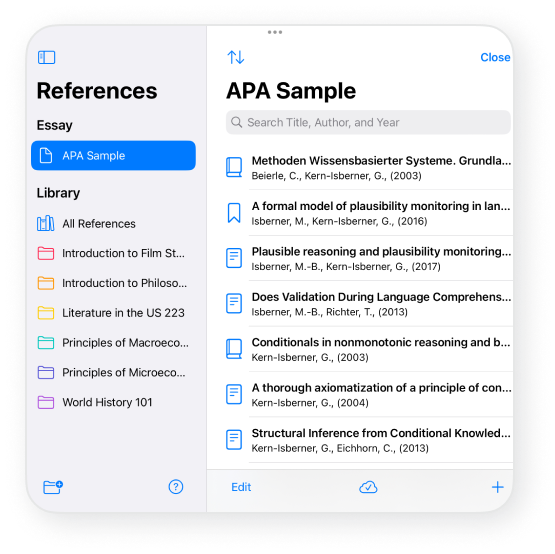 References
Essay
APA Sample
Library
All References
Introduction to Film St...
Introduction to Philoso...
Literature in the US 223
Principles of Macroeco...
Principles of Microeco...
World History 101
?
Close
APA Sample
Search Title, Author, and Year
Methoden Wissensbasierter Systeme. Grundla...
Beierle, C., Kern-Isberner, G., (2003)
A formal model of plausibility monitoring in lan...
Isberner, M., Kern-Isberner, G., (2016)
Plausible reasoning and plausibility monitoring...
Isberner, M.-B., Kern-Isberner, G., (2017)
Does Validation During Language Comprehens...
Isberner, M.-B., Richter, T., (2013)
Conditionals in nonmonotonic reasoning and b...
Kern-Isberner, G., (2003)
A thorough axiomatization of a principle of con...
Kern-Isberner, G., (2004)
Structural Inference from Conditional Knowled...
Kern-Isberner, G., Eichhorn, C., (2013)
Edit